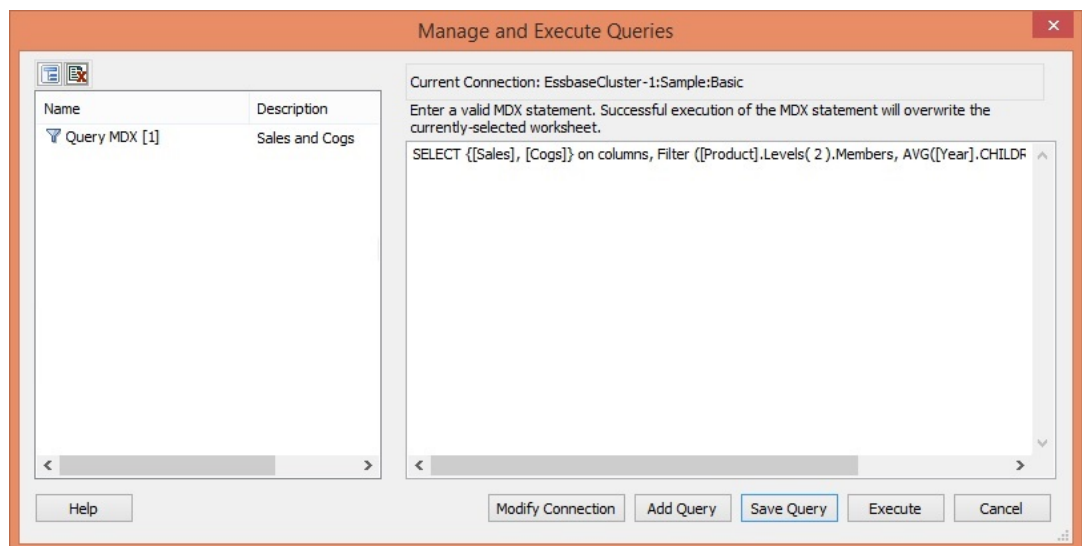 Manage and Execute Queries
Current Connection: EssbaseCluster-1:Sample:Basic
Name Description
Query MDX [1] Sales and Cogs
Enter a valid MDX statement. Successful execution of the MDX statement will overwrite the
currently-selected worksheet.
SELECT {[Sales], [Cogs]} on columns, Filter ([Product].Levels( 2 ).Members, AVG([Year].CHILDR
Help Modify Connection Add Query Save Query Execute Cancel